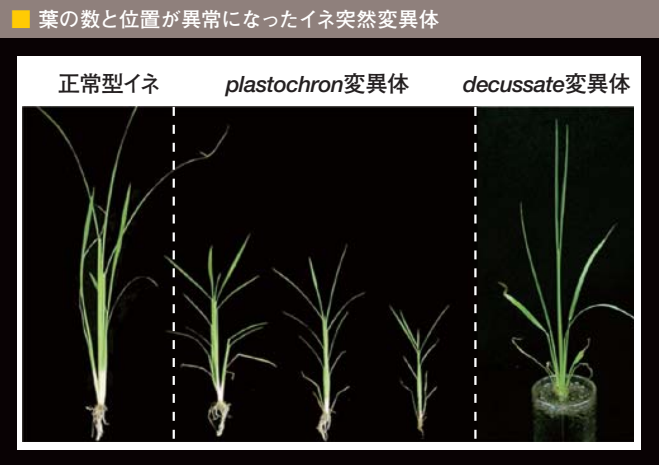 葉の数と位置が異常になったイネ突然変異体
正常型イネ
plastochron変異体
decussate変異体